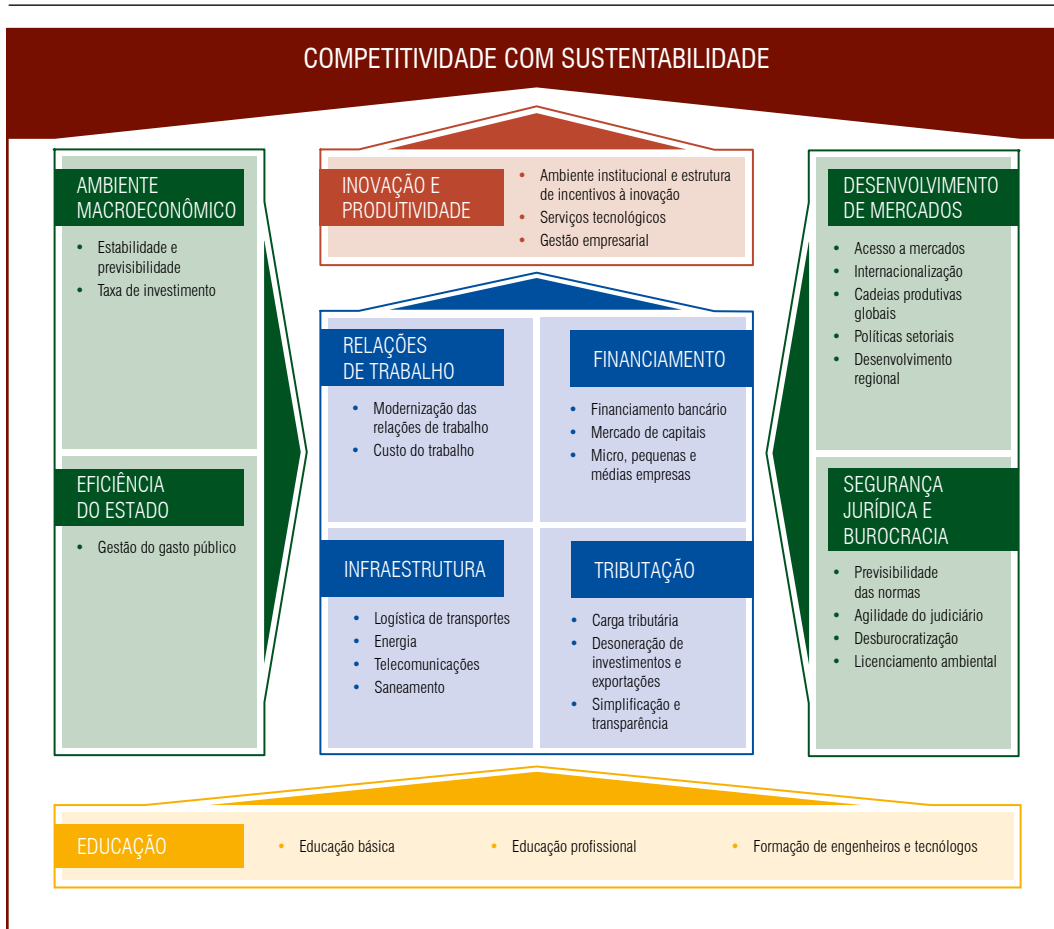 COMPETITIVIDADE COM SUSTENTABILIDADE
AMBIENTE
MACROECONÔMICO
• Estabilidade e
previsibilidade
• Taxa de investimento
EFICIÊNCIA
DO ESTADO
• Gestão do gasto público
INOVAÇÃO E
PRODUTIVIDADE
• Ambiente institucional e estrutura
de incentivos à inovação
• Serviços tecnológicos
• Gestão empresarial
RELAÇÕES
DE TRABALHO
• Modernização das
relações de trabalho
• Custo do trabalho
FINANCIAMENTO
• Financiamento bancário
• Mercado de capitais
• Micro, pequenas e
médias empresas
INFRAESTRUTURA
• Logística de transportes
• Energia
• Telecomunicações
• Saneamento
TRIBUTAÇÃO
• Carga tributária
• Desoneração de
investimentos e
exportações
• Simplificação e
transparência
DESENVOLVIMENTO
DE MERCADOS
• Acesso a mercados
• Internacionalização
• Cadeias produtivas
globais
• Políticas setoriais
• Desenvolvimento
regional
SEGURANÇA
JURÍDICA E
BUROCRACIA
• Previsibilidade
das normas
• Agilidade do judiciário
• Desburocratização
• Licenciamento ambiental
EDUCAÇÃO
• Educação básica
• Educação profissional
• Formação de engenheiros e tecnólogos